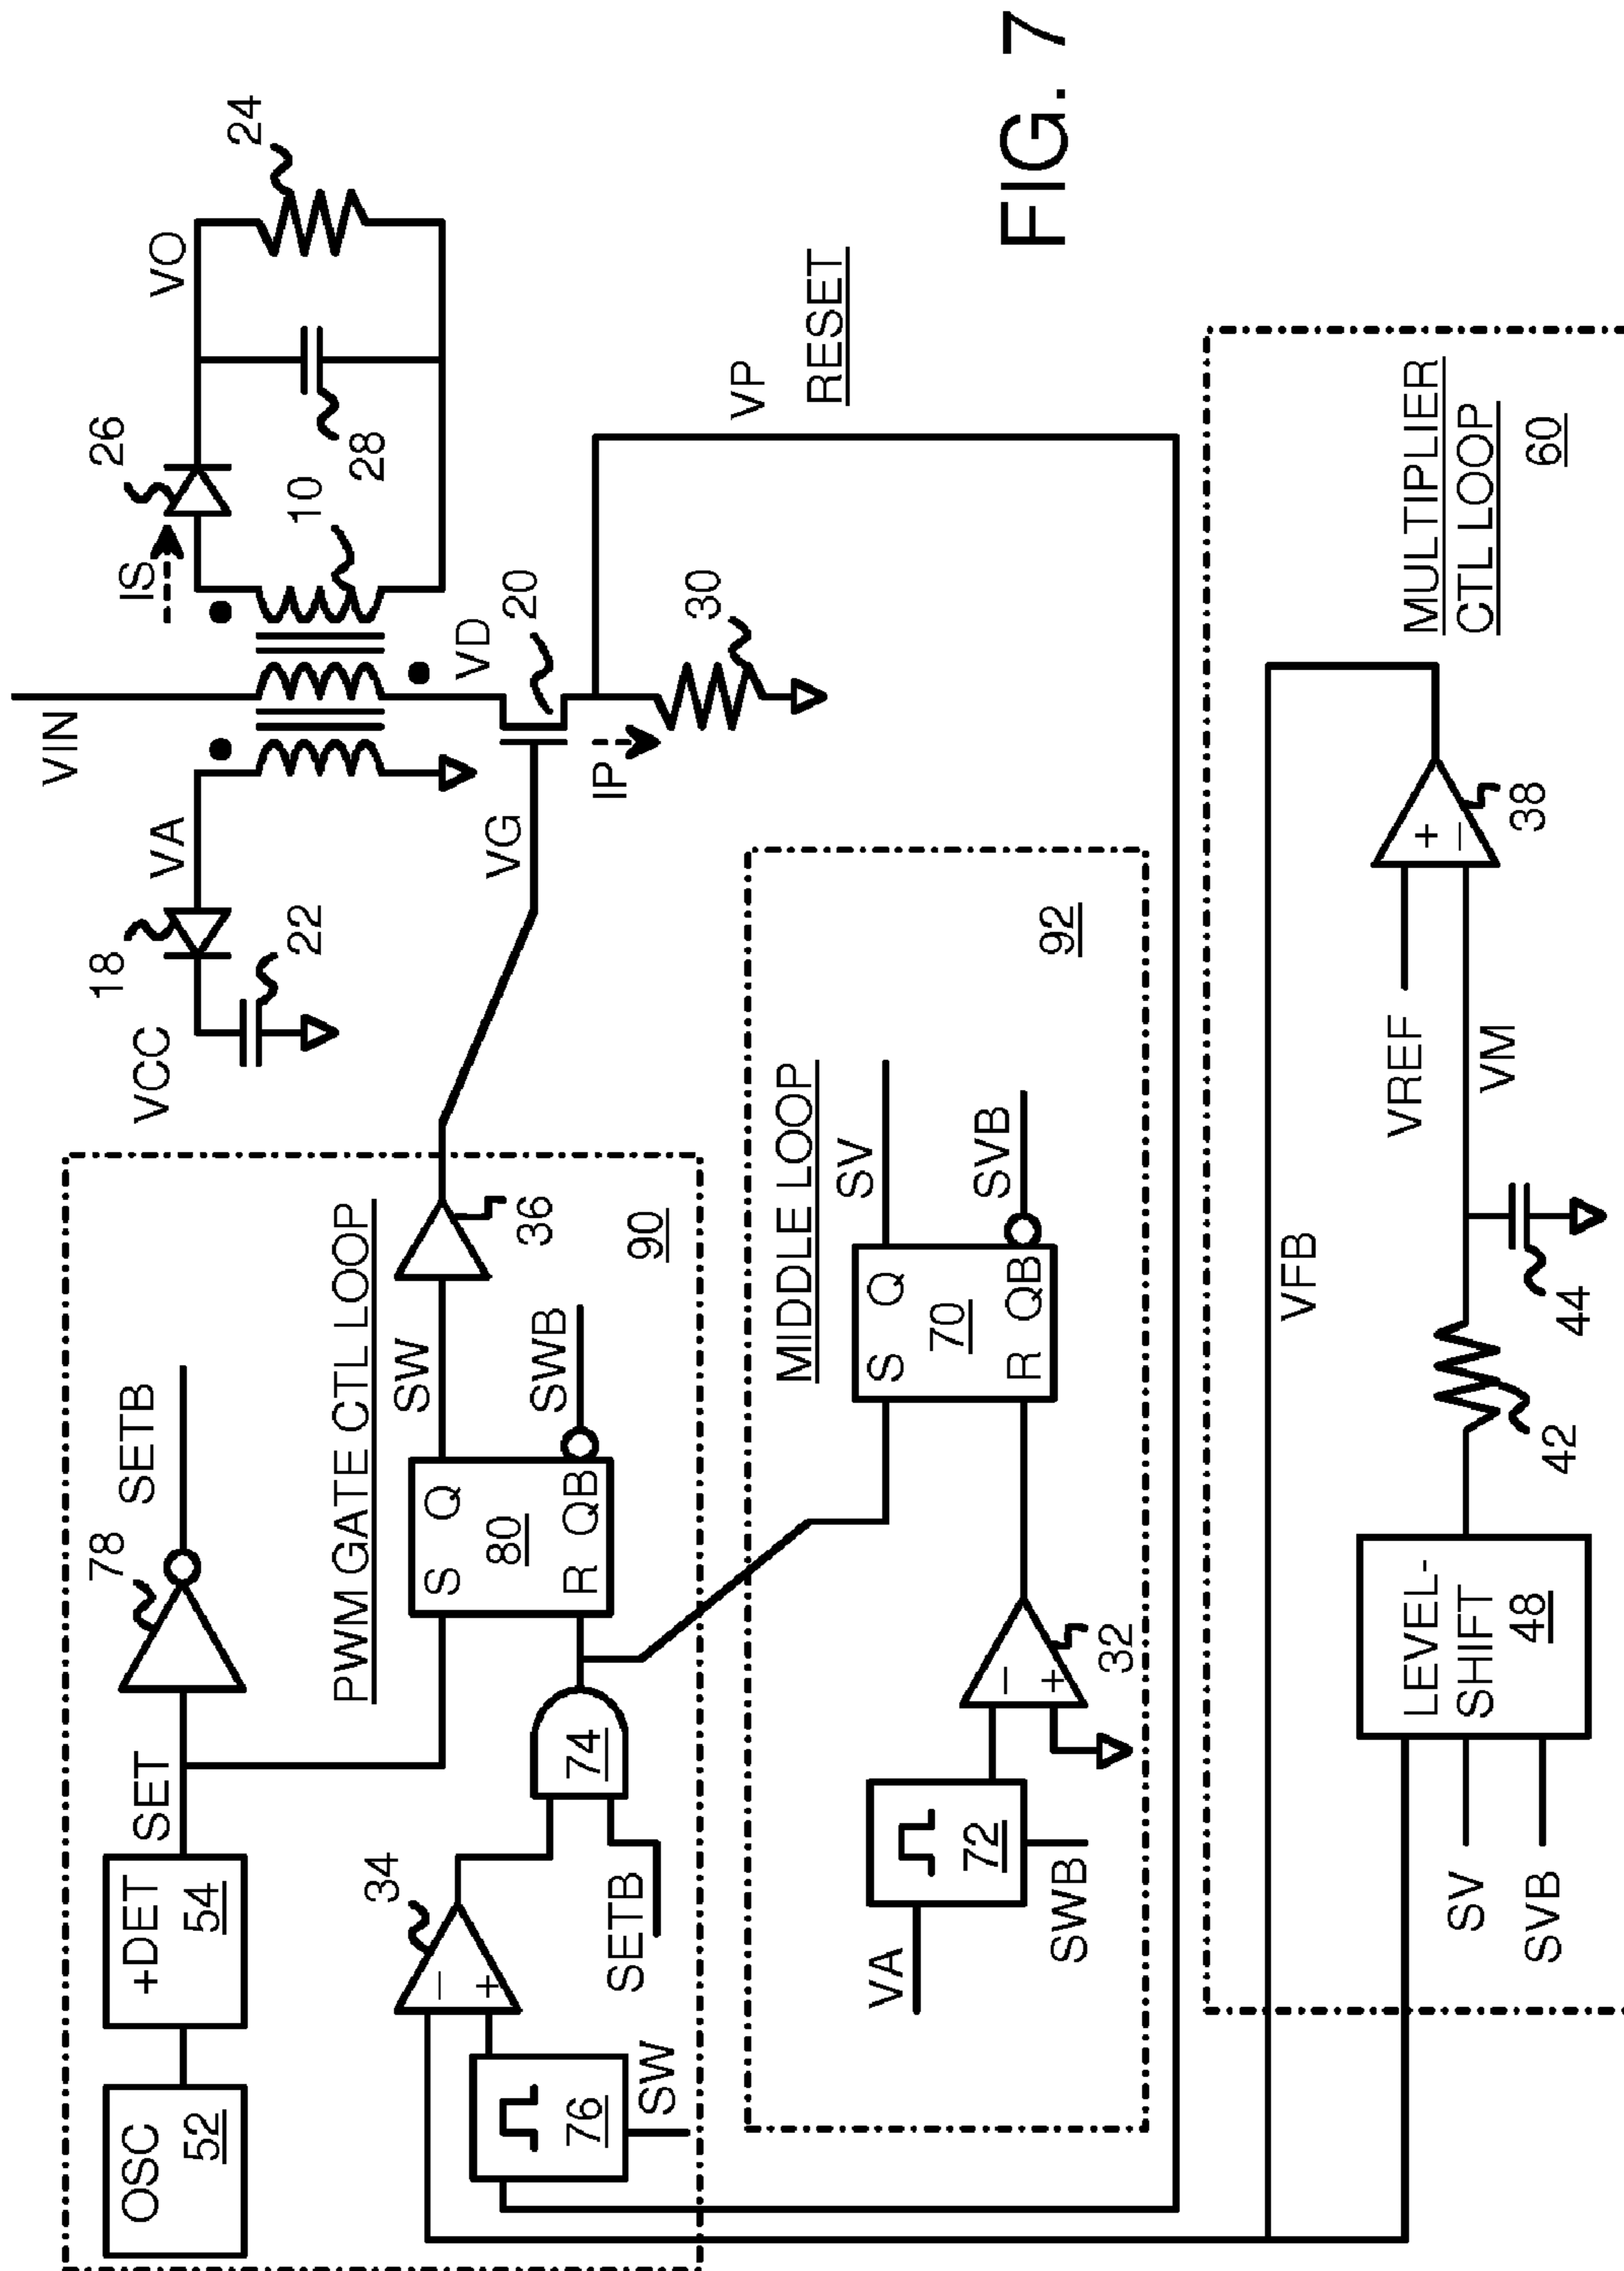 FIG. 7
VIN
VA
18
VCC
22
IS
26
VO
24
28
10
VD
20
VG
IP
30
VP
RESET
OSC
52
+DET
54
SET
78
SETB
PWM GATE CTL LOOP
34
−
+
76
SW
SETB
74
S Q
80
R QB
SW
SWB
36
90
MIDDLE LOOP
VA
72
SWB
−
+
32
S Q
70
R QB
SV
SVB
92
VFB
SV
SVB
LEVEL-
SHIFT
48
42
44
VREF
VM
+
−
38
MULTIPLIER
CTL LOOP
60